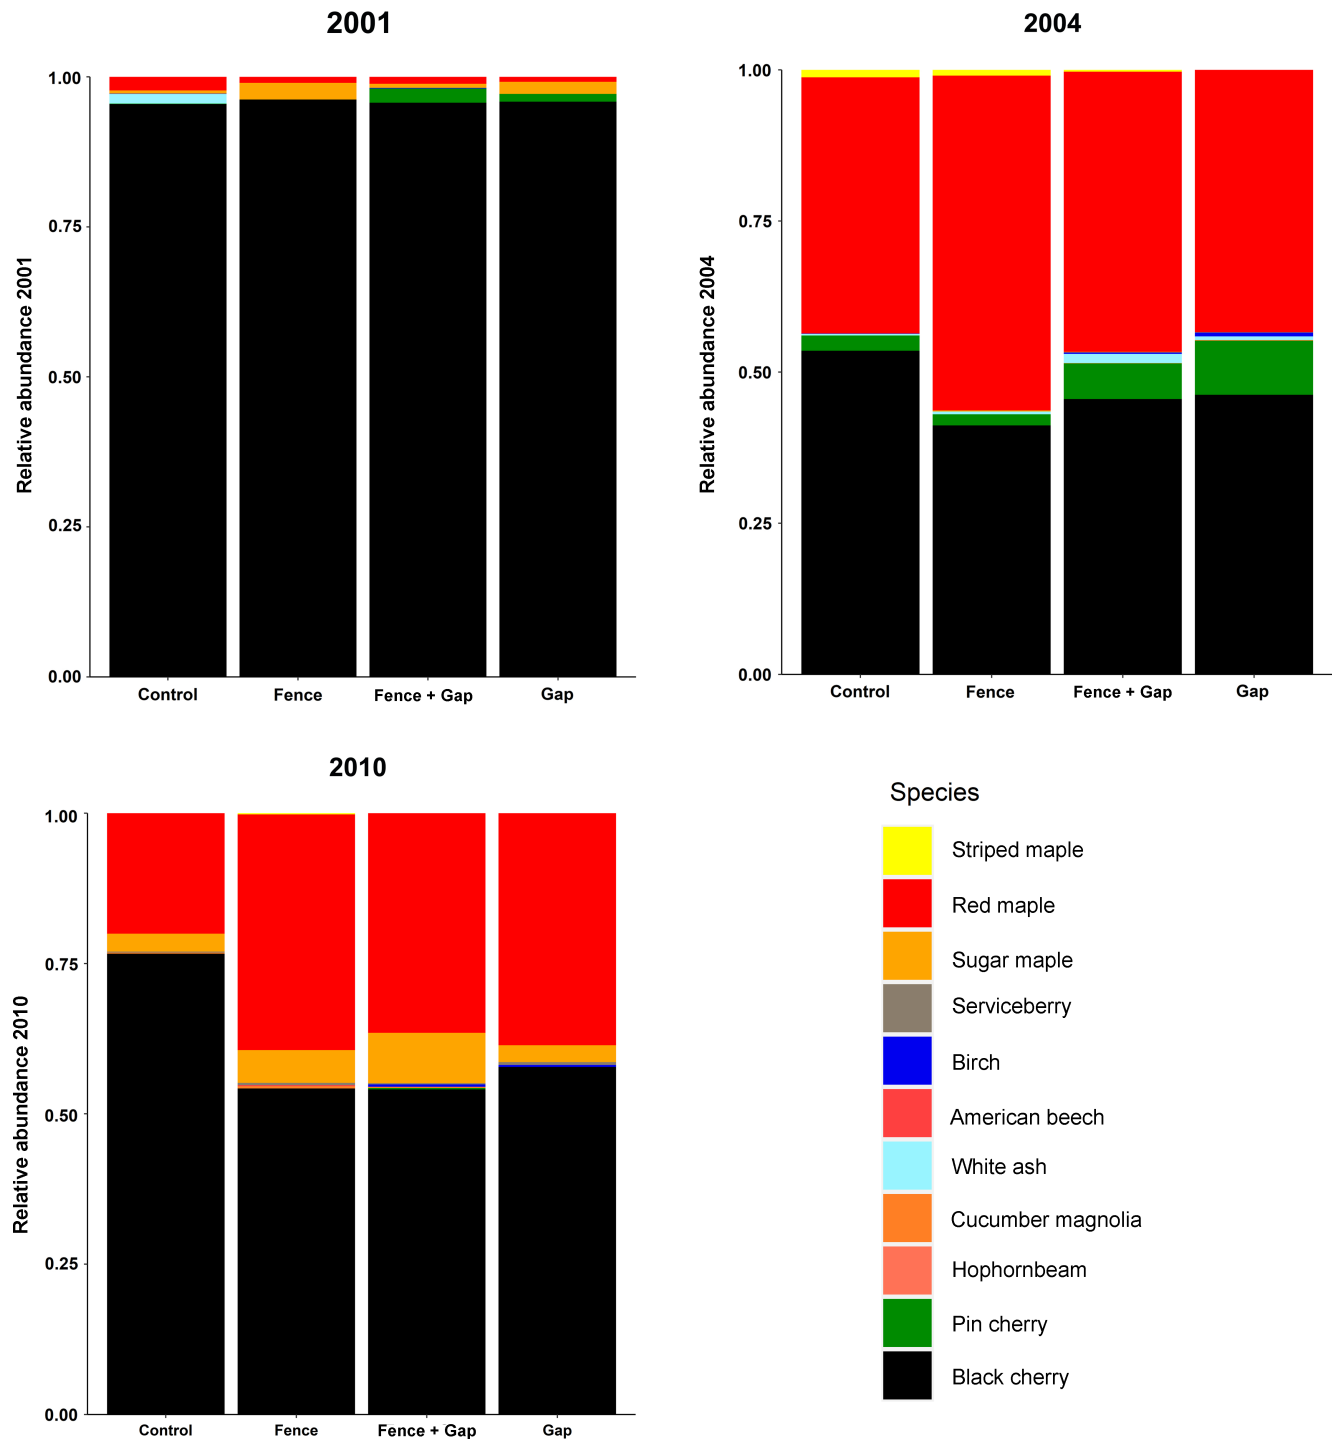 2001
Relative abundance 2001
1.00
0.75
0.50
0.25
0.00
Control
Fence
Fence + Gap
Gap
2004
Relative abundance 2004
1.00
0.75
0.50
0.25
0.00
Control
Fence
Fence + Gap
Gap
2010
Relative abundance 2010
1.00
0.75
0.50
0.25
0.00
Control
Fence
Fence + Gap
Gap
Species
Striped maple
Red maple
Sugar maple
Serviceberry
Birch
American beech
White ash
Cucumber magnolia
Hophornbeam
Pin cherry
Black cherry